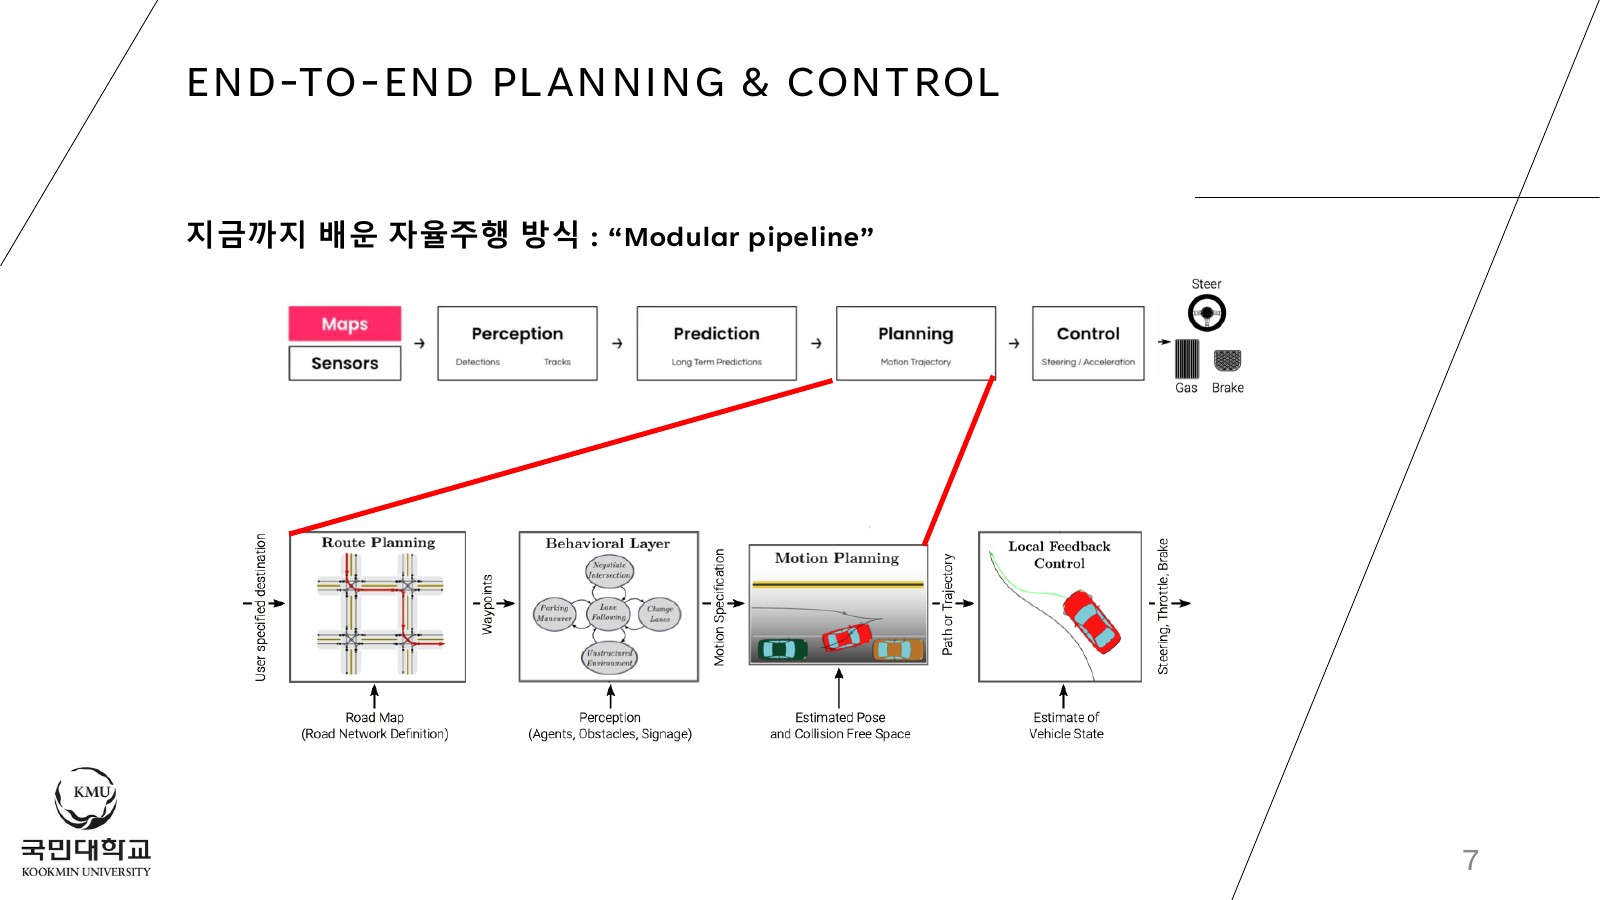 END-TO-END PLANNING & CONTROL
지금까지 배운 자율주행 방식 : “Modular pipeline”
Maps
Sensors
Perception
Detections Tracks
Prediction
Long Term Predictions
Planning
Motion Trajectory
Control
Steering / Acceleration
Steer
Gas Brake
User specified destination
Route Planning
Road Map
(Road Network Definition)
Waypoints
Behavioral Layer
Negotiate
Intersection
Parking
Maneuver
Lane
Following
Change
Lanes
Unstructured
Environment
Perception
(Agents, Obstacles, Signage)
Motion Specification
Motion Planning
Estimated Pose
and Collision Free Space
Path or Trajectory
Local Feedback
Control
Estimate of
Vehicle State
Steering, Throttle, Brake
KMU
국민대학교
KOOKMIN UNIVERSITY
7